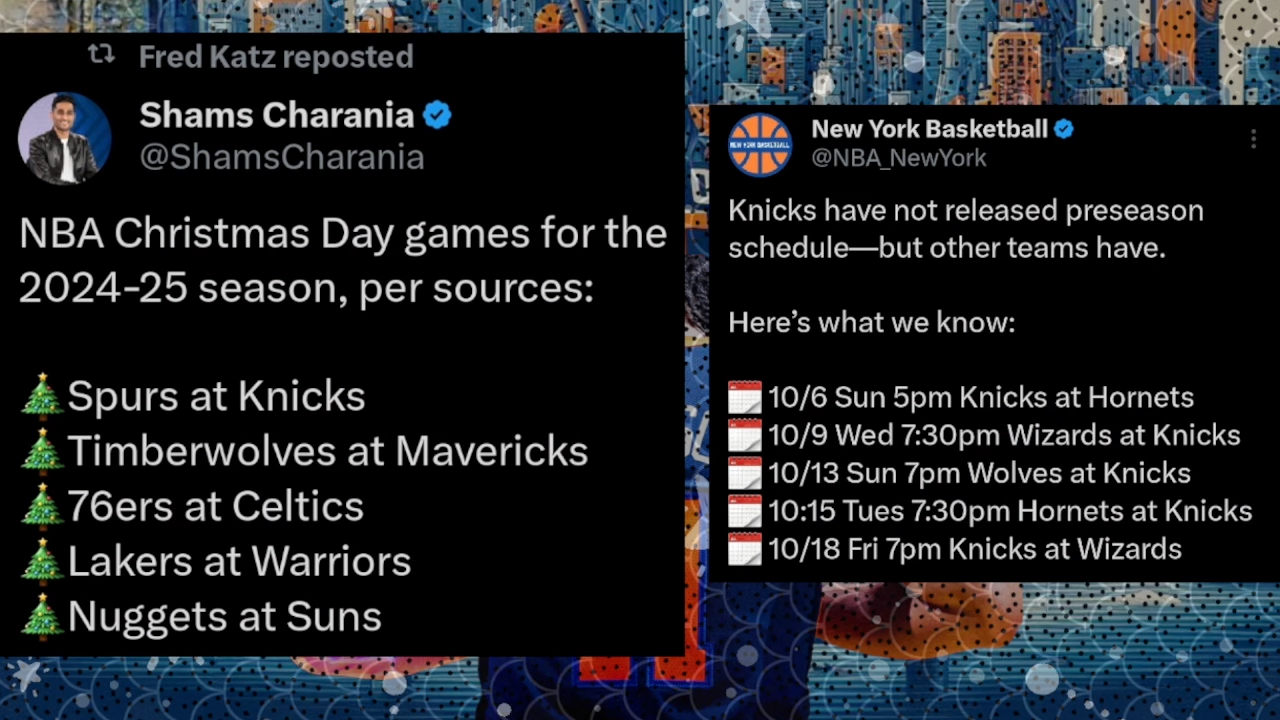 Fred Katz reposted
Shams Charania
@ShamsCharania
NBA Christmas Day games for the
2024-25 season, per sources:
🎄Spurs at Knicks
🎄Timberwolves at Mavericks
🎄76ers at Celtics
🎄Lakers at Warriors
🎄Nuggets at Suns
NEW YORK BASKETBALL
New York Basketball
@NBA_NewYork
Knicks have not released preseason
schedule—but other teams have.
Here’s what we know:
10/6 Sun 5pm Knicks at Hornets
10/9 Wed 7:30pm Wizards at Knicks
10/13 Sun 7pm Wolves at Knicks
10:15 Tues 7:30pm Hornets at Knicks
10/18 Fri 7pm Knicks at Wizards